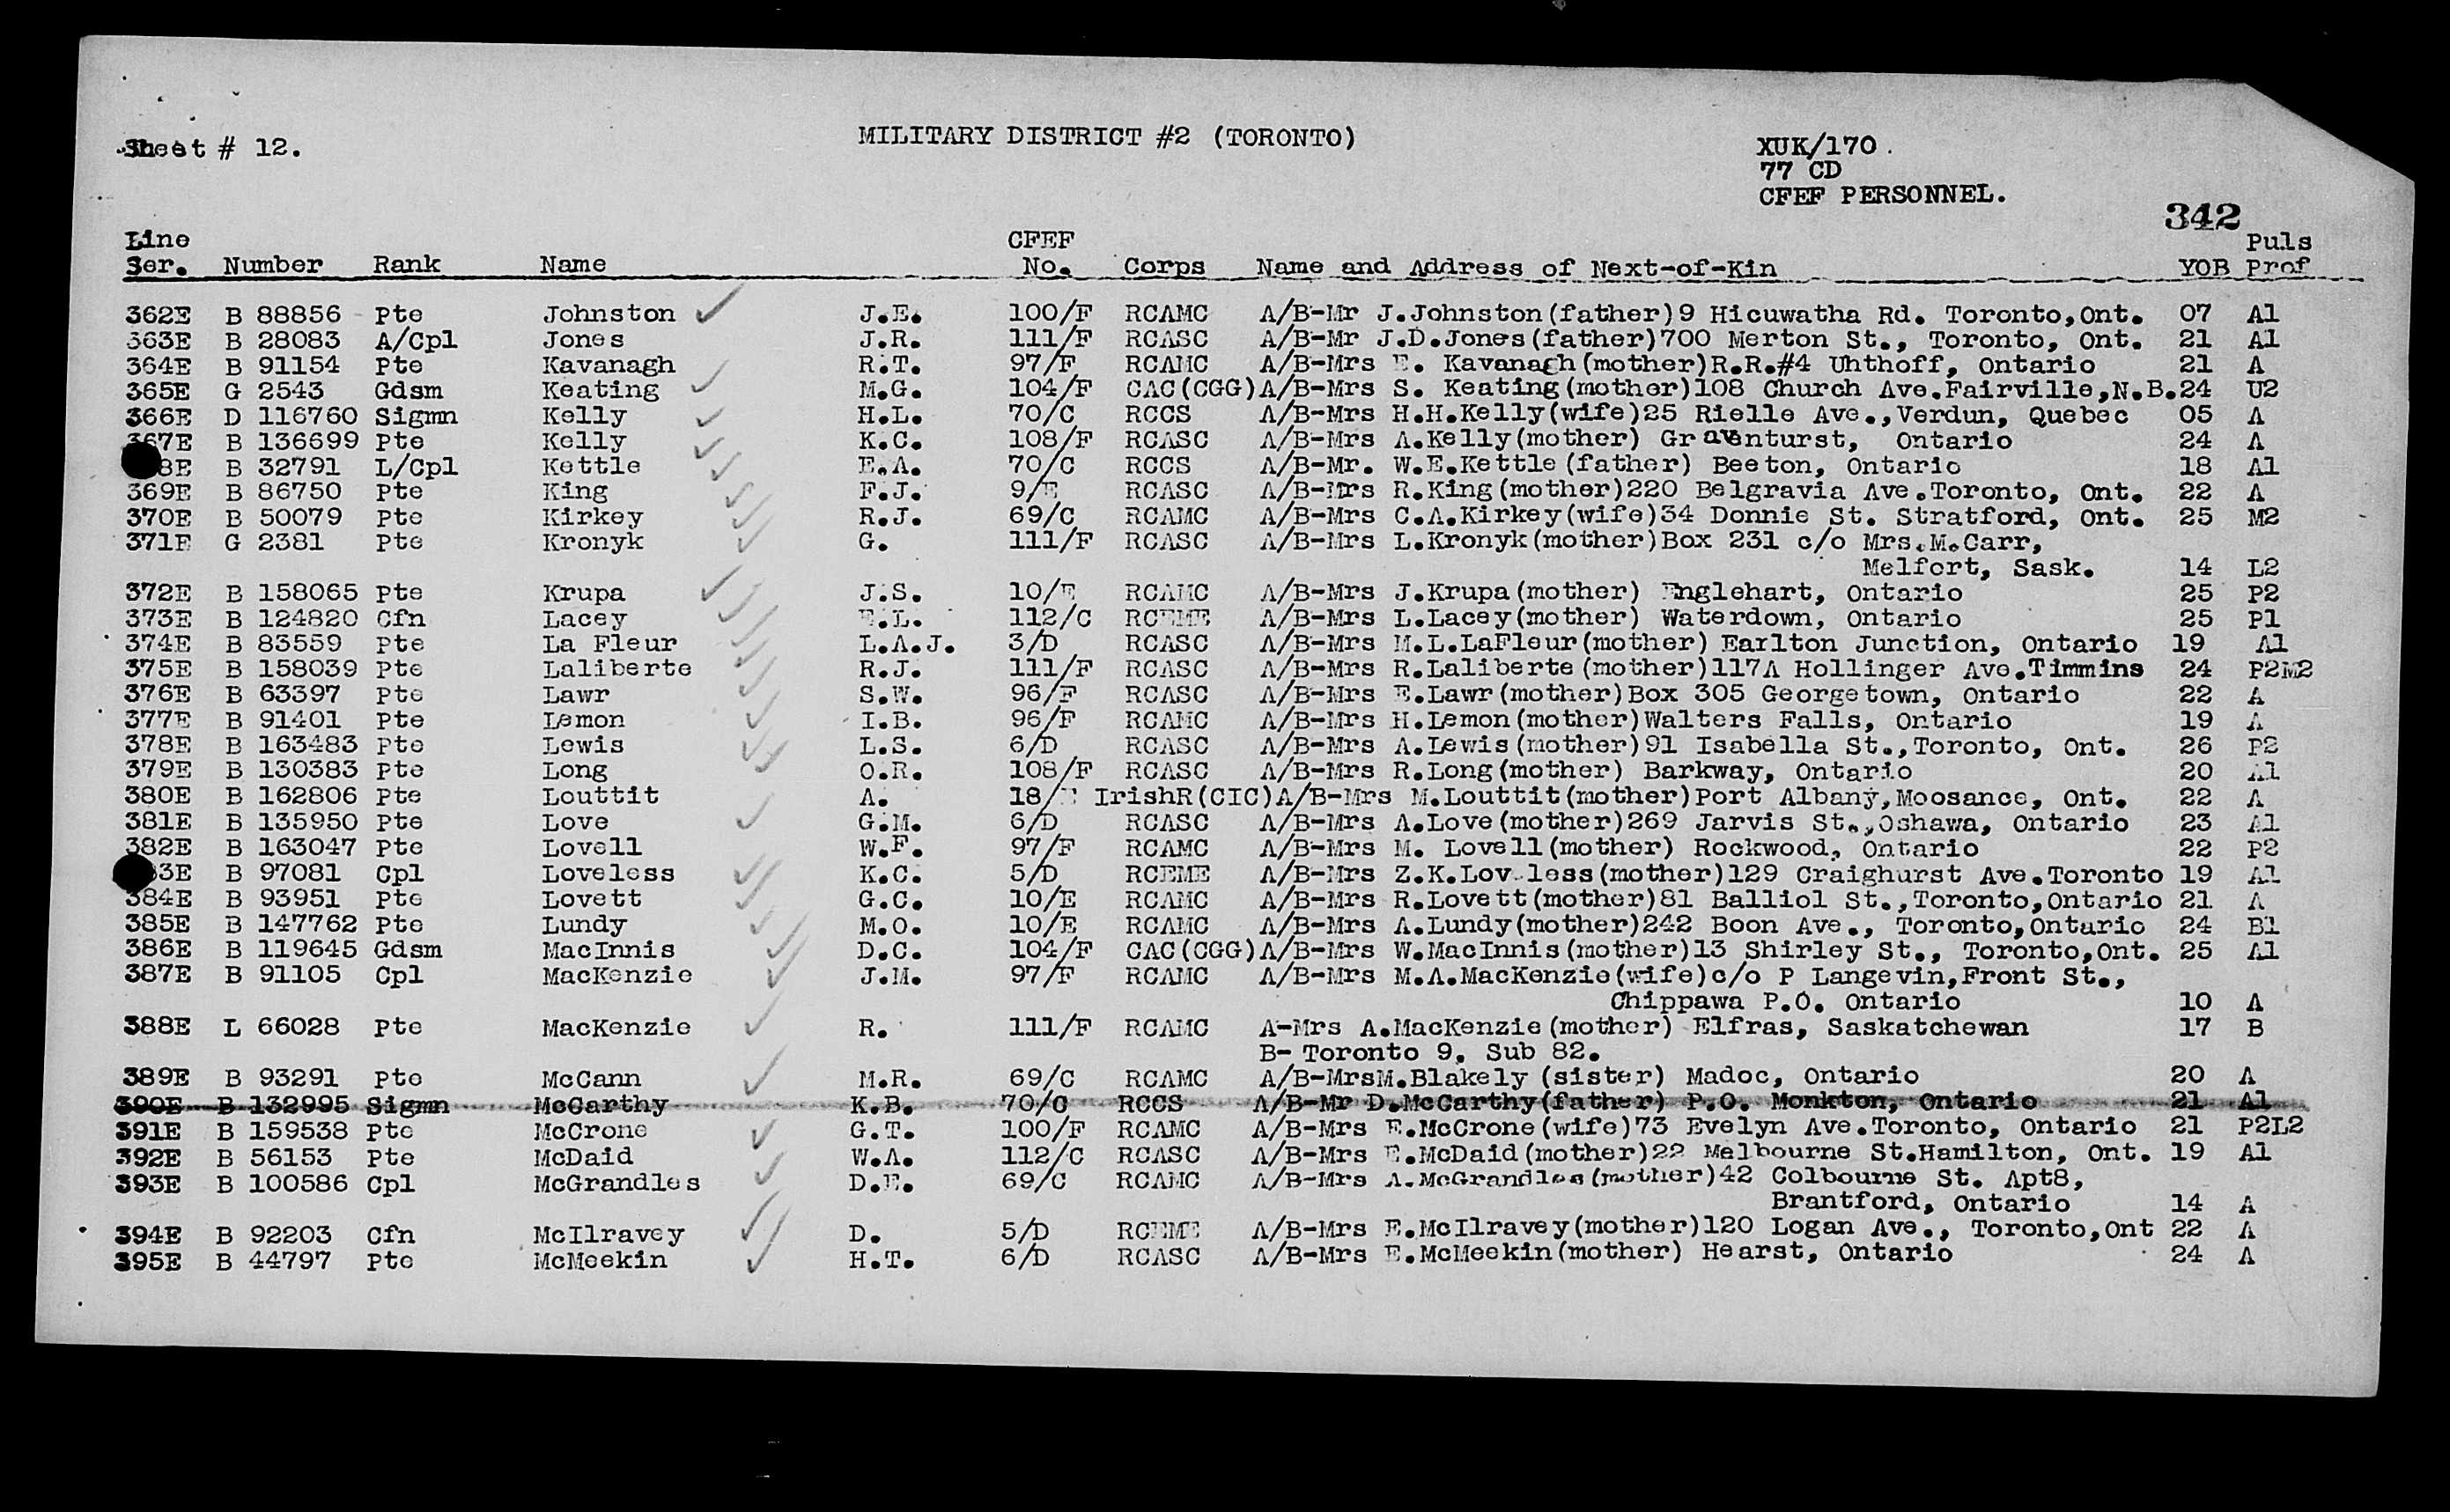 Sheet # 12.
MILITARY DISTRICT #2 (TORONTO)
XUK/170.
77 CD
CFEF PERSONNEL.
342
Line CFEF Puls
Ser. Number Rank Name No. Corps Name and Address of Next-of-Kin YOB Prof
362E B 88856 Pte Johnston J.E. 100/F RCAMC A/B-Mr J.Johnston(father)9 Hicuwatha Rd. Toronto,Ont. 07 A1
363E B 28083 A/Cpl Jones J.R. 111/F RCASC A/B-Mr J.D.Jones(father)700 Merton St., Toronto, Ont. 21 A1
364E B 91154 Pte Kavanagh R.T. 97/F RCAMC A/B-Mrs E. Kavanagh(mother)R.R.#4 Uhthoff, Ontario 21 A
365E G 2543 Gdsm Keating M.G. 104/F CAC(CGG)A/B-Mrs S. Keating(mother)108 Church Ave.Fairville,N.B.24 U2
366E D 116760 Sigmn Kelly H.L. 70/C RCCS A/B-Mrs H.H.Kelly(wife)25 Rielle Ave.,Verdun, Quebec 05 A
367E B 136699 Pte Kelly K.C. 108/F RCASC A/B-Mrs A.Kelly(mother) Graventurst, Ontario 24 A
8E B 32791 L/Cpl Kettle E.A. 70/C RCCS A/B-Mr. W.E.Kettle(father) Beeton, Ontario 18 A1
369E B 86750 Pte King F.J. 9/E RCASC A/B-Mrs R.King(mother)220 Belgravia Ave.Toronto, Ont. 22 A
370E B 50079 Pte Kirkey R.J. 69/C RCAMC A/B-Mrs C.A.Kirkey(wife)34 Donnie St. Stratford, Ont. 25 M2
371E G 2381 Pte Kronyk G. 111/F RCASC A/B-Mrs L.Kronyk(mother)Box 231 c/o Mrs.M.Carr,
Melfort, Sask. 14 L2
372E B 158065 Pte Krupa J.S. 10/E RCAMC A/B-Mrs J.Krupa(mother) Englehart, Ontario 25 P2
373E B 124820 Cfn Lacey E.L. 112/C RCEME A/B-Mrs L.Lacey(mother) Waterdown, Ontario 25 P1
374E B 83559 Pte La Fleur L.A.J. 3/D RCASC A/B-Mrs M.L.LaFleur(mother) Earlton Junction, Ontario 19 A1
375E B 158039 Pte Laliberte R.J. 111/F RCASC A/B-Mrs R.Laliberte(mother)117A Hollinger Ave.Timmins 24 P2M2
376E B 63397 Pte Lawr S.W. 96/F RCASC A/B-Mrs E.Lawr(mother)Box 305 Georgetown, Ontario 22 A
377E B 91401 Pte Lemon I.B. 96/F RCAMC A/B-Mrs H.Lemon(mother)Walters Falls, Ontario 19 A
378E B 163483 Pte Lewis L.S. 6/D RCASC A/B-Mrs A.Lewis(mother)91 Isabella St.,Toronto, Ont. 26 P2
379E B 130383 Pte Long O.R. 108/F RCASC A/B-Mrs R.Long(mother) Barkway, Ontario 20 A1
380E B 162806 Pte Louttit A. 18/E IrishR(CIC)A/B-Mrs M.Louttit(mother)Port Albany,Moosance, Ont. 22 A
381E B 135950 Pte Love G.M. 6/D RCASC A/B-Mrs A.Love(mother)269 Jarvis St.,Oshawa, Ontario 23 A1
382E B 163047 Pte Lovell W.F. 97/F RCAMC A/B-Mrs M. Lovell(mother) Rockwood, Ontario 22 P2
83E B 97081 Cpl Loveless K.C. 5/D RCEME A/B-Mrs Z.K.Lov less(mother)129 Craighurst Ave.Toronto 19 A1
384E B 93951 Pte Lovett G.C. 10/E RCAMC A/B-Mrs R.Lovett(mother)81 Balliol St.,Toronto,Ontario 21 A
385E B 147762 Pte Lundy M.O. 10/E RCAMC A/B-Mrs A.Lundy(mother)242 Boon Ave., Toronto,Ontario 24 B1
386E B 119645 Gdsm MacInnis D.C. 104/F CAC(CGG)A/B-Mrs W.MacInnis(mother)13 Shirley St., Toronto,Ont. 25 A1
387E B 91105 Cpl MacKenzie J.M. 97/F RCAMC A/B-Mrs M.A.MacKenzie(wife)c/o P Langevin,Front St.,
Chippawa P.O. Ontario 10 A
388E L 66028 Pte MacKenzie R. 111/F RCAMC A-Mrs A.MacKenzie(mother) Elfras, Saskatchewan 17 B
B- Toronto 9, Sub 82.
389E B 93291 Pte McCann M.R. 69/C RCAMC A/B-MrsM.Blakely (sister) Madoc, Ontario 20 A
390E B 132995 Sigmn McCarthy K.B. 70/C RCCS A/B-Mr D.McCarthy(father) P.O. Monkton, Ontario 21 A1
391E B 159538 Pte McCrone G.T. 100/F RCAMC A/B-Mrs E.McCrone(wife)73 Evelyn Ave.Toronto, Ontario 21 P2L2
392E B 56153 Pte McDaid W.A. 112/C RCASC A/B-Mrs E.McDaid(mother)22 Melbourne St.Hamilton, Ont. 19 A1
393E B 100586 Cpl McGrandles D.E. 69/C RCAMC A/B-Mrs A.McGrandles(mother)42 Colbourne St. Apt8,
Brantford, Ontario 14 A
394E B 92203 Cfn McIlravey D. 5/D RCEME A/B-Mrs E.McIlravey(mother)120 Logan Ave., Toronto,Ont 22 A
395E B 44797 Pte McMeekin H.T. 6/D RCASC A/B-Mrs E.McMeekin(mother) Hearst, Ontario 24 A